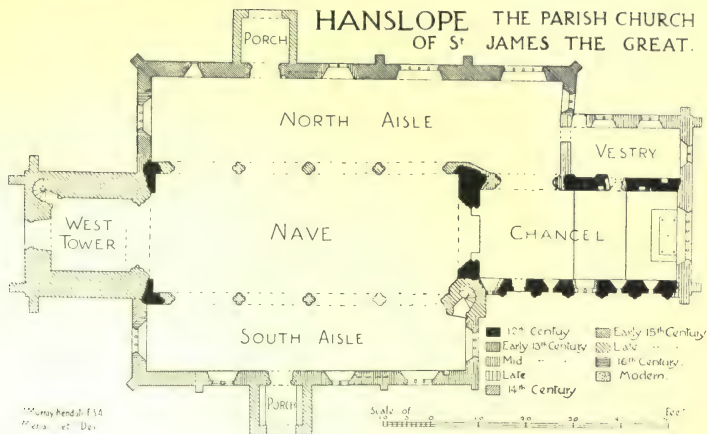 HANSLOPE THE PARISH CHURCH
OF St JAMES THE GREAT.
PORCH
NORTH AISLE
VESTRY
WEST
TOWER
NAVE
CHANCEL
SOUTH AISLE
PORCH
12th Century
Early 13th Century
Mid " "
Late
14th Century
Early 15th Century
Late " "
16th Century.
Modern.
Scale of
Feet